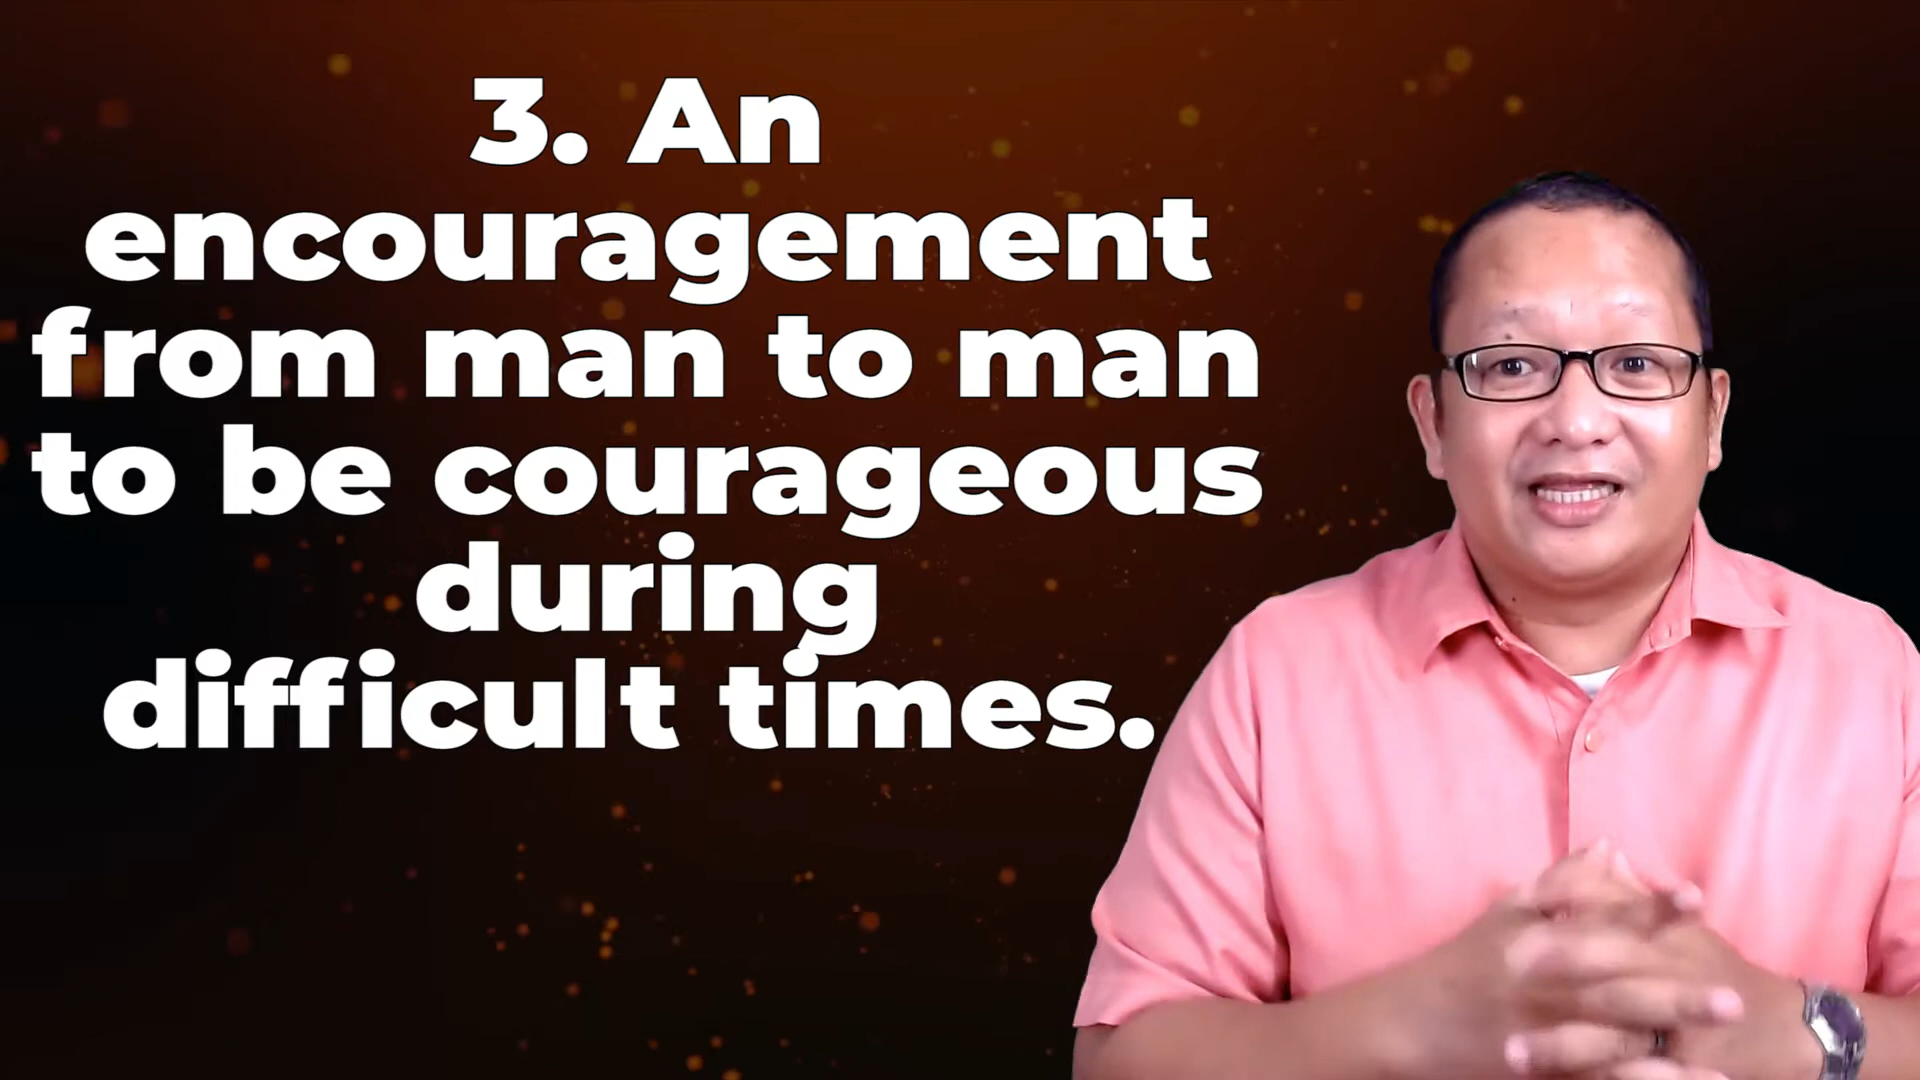 3. An
encouragement
from man to man
to be courageous
during
difficult times.